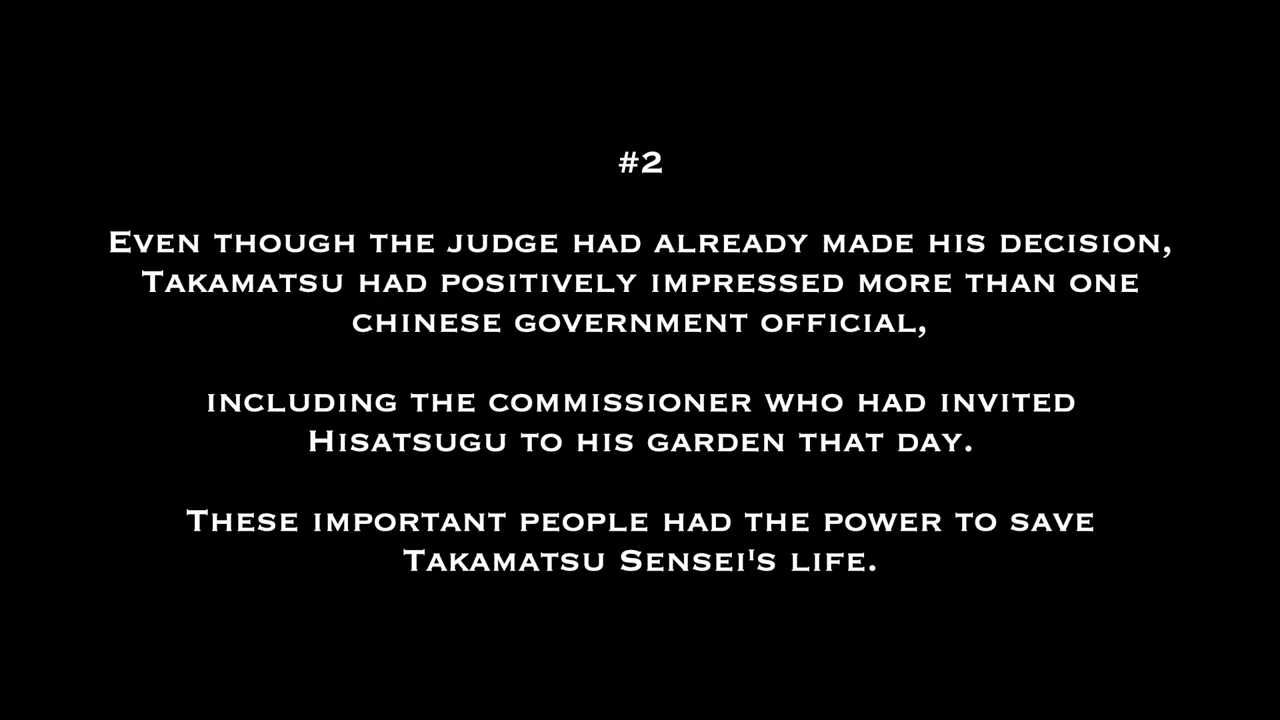 #2
Even though the judge had already made his decision,
Takamatsu had positively impressed more than one
Chinese government official,
including the commissioner who had invited
Hisatsugu to his garden that day.
These important people had the power to save
Takamatsu Sensei's life.